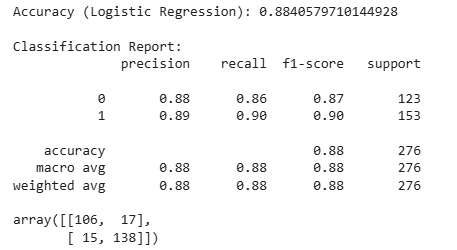 Accuracy (Logistic Regression): 0.8840579710144928
Classification Report:
precision recall f1-score support
0 0.88 0.86 0.87 123
1 0.89 0.90 0.90 153
accuracy 0.88 276
macro avg 0.88 0.88 0.88 276
weighted avg 0.88 0.88 0.88 276
array([[106, 17],
[ 15, 138]])